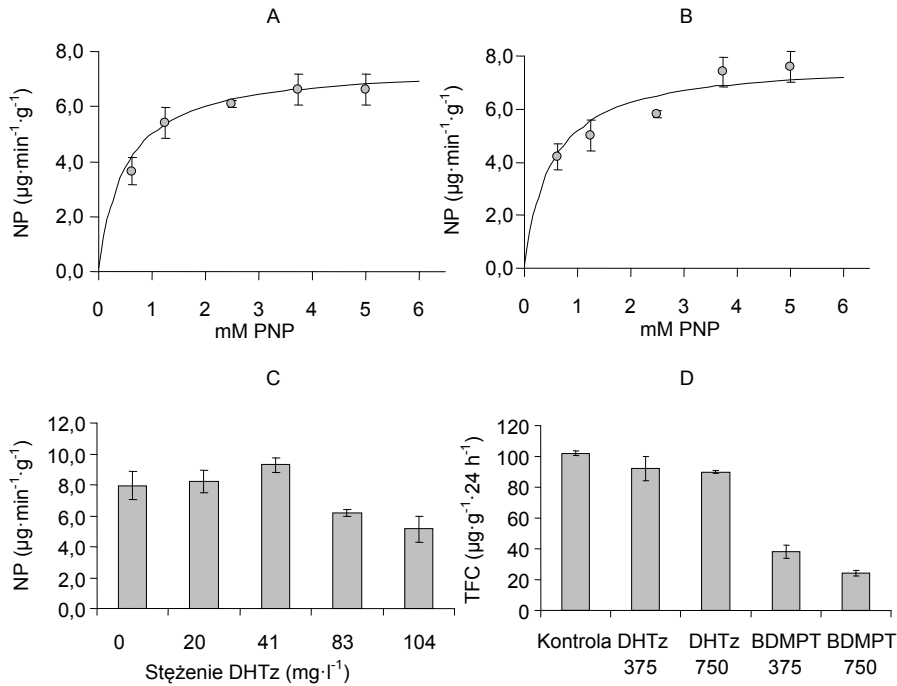 A
B
NP (µg·min⁻¹·g⁻¹)
8,0
6,0
4,0
2,0
0,0
0 1 2 3 4 5 6
mM PNP
NP (µg·min⁻¹·g⁻¹)
8,0
6,0
4,0
2,0
0,0
0 1 2 3 4 5 6
mM PNP
C
D
NP (µg·min⁻¹·g⁻¹)
12,0
10,0
8,0
6,0
4,0
2,0
0,0
0 20 41 83 104
Stężenie DHTz (mg·l⁻¹)
TFC (µg·g⁻¹·24 h⁻¹)
120
100
80
60
40
20
0
Kontrola DHTz DHTz BDMPT BDMPT
375 750 375 750